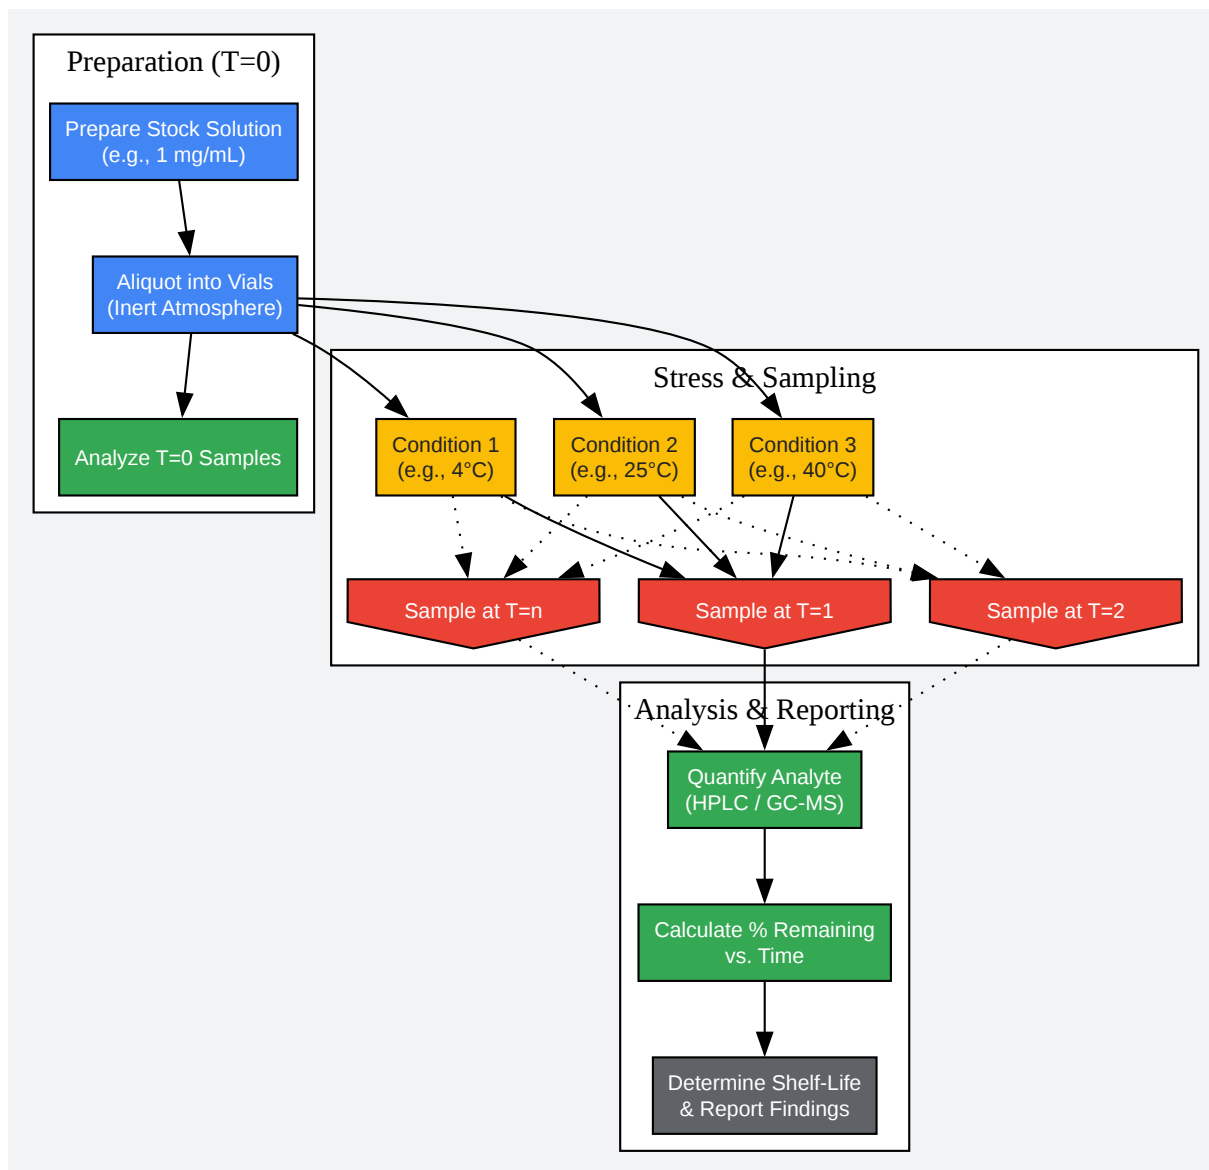 Preparation (T=0)
Prepare Stock Solution
(e.g., 1 mg/mL)
Aliquot into Vials
(Inert Atmosphere)
Analyze T=0 Samples
Stress & Sampling
Condition 1
(e.g., 4°C)
Condition 2
(e.g., 25°C)
Condition 3
(e.g., 40°C)
Sample at T=n
Sample at T=1
Sample at T=2
Analysis & Reporting
Quantify Analyte
(HPLC / GC-MS)
Calculate % Remaining
vs. Time
Determine Shelf-Life
& Report Findings